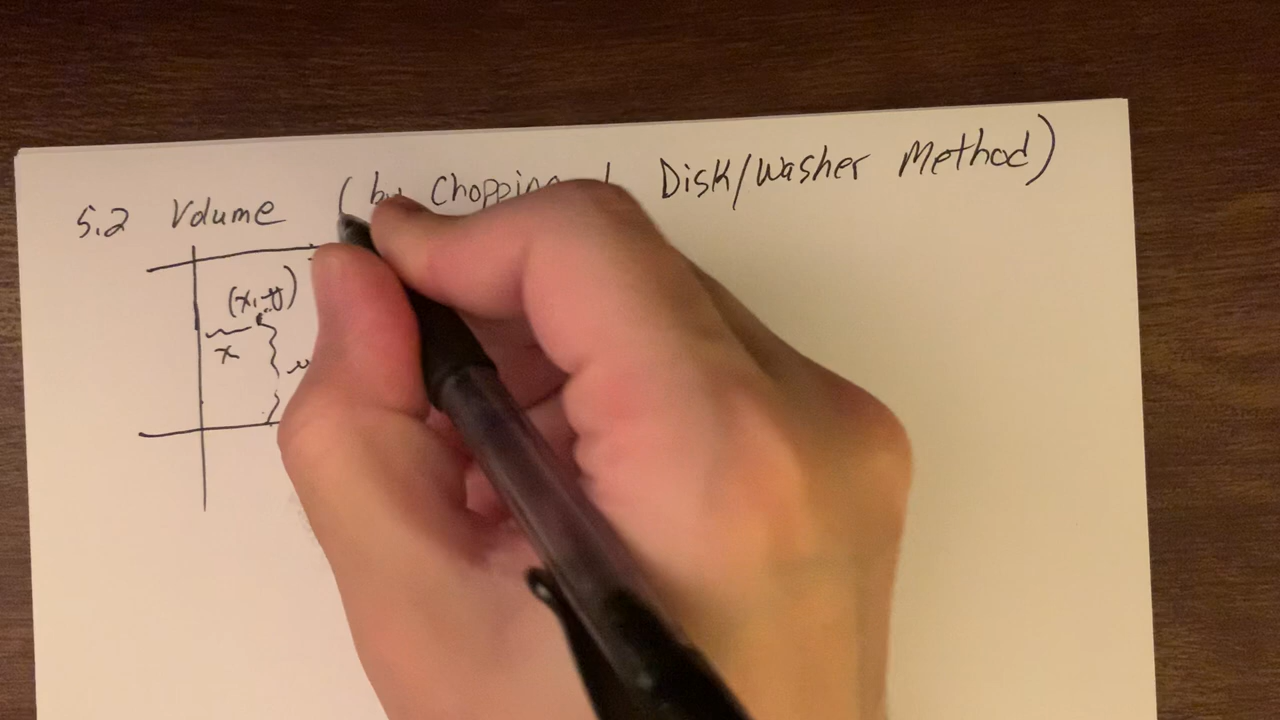 5.2 Volume (by Chopping Disk/Washer Method)
(x,y)
x